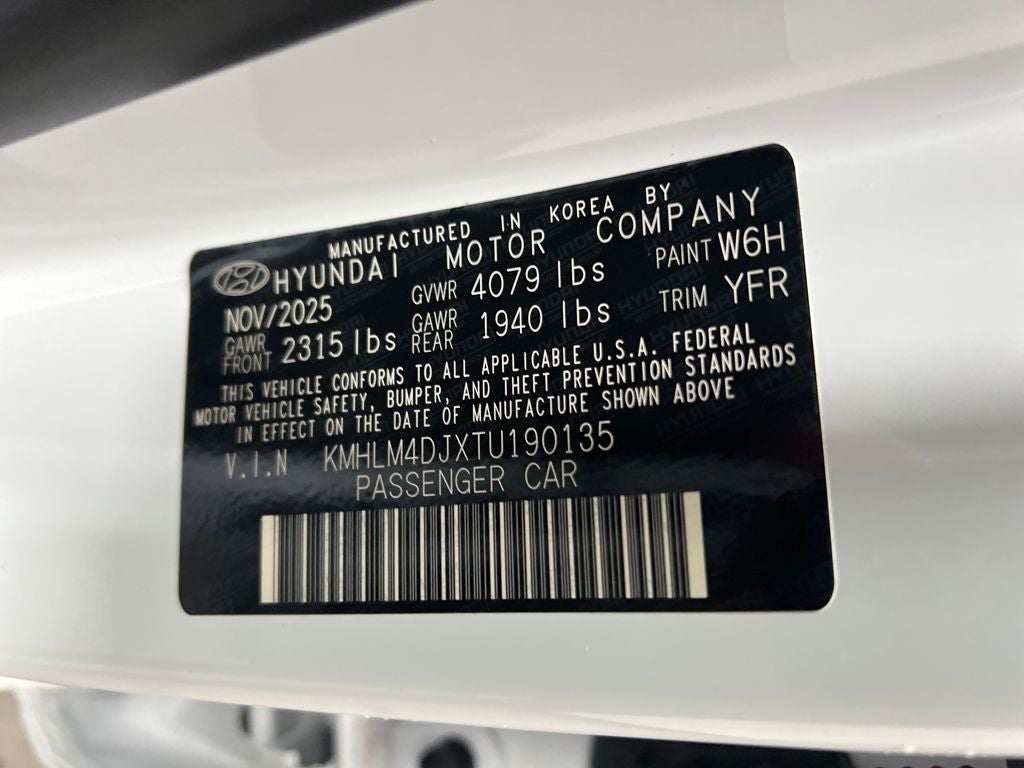 MANUFACTURED IN KOREA BY
HYUNDAI MOTOR COMPANY
NOV/2025 GVWR 4079 lbs PAINT W6H
GAWR FRONT 2315 lbs GAWR REAR 1940 lbs TRIM YFR
THIS VEHICLE CONFORMS TO ALL APPLICABLE U.S.A. FEDERAL
MOTOR VEHICLE SAFETY, BUMPER, AND THEFT PREVENTION STANDARDS
IN EFFECT ON THE DATE OF MANUFACTURE SHOWN ABOVE
V.I.N KMHLM4DJXTU190135
PASSENGER CAR